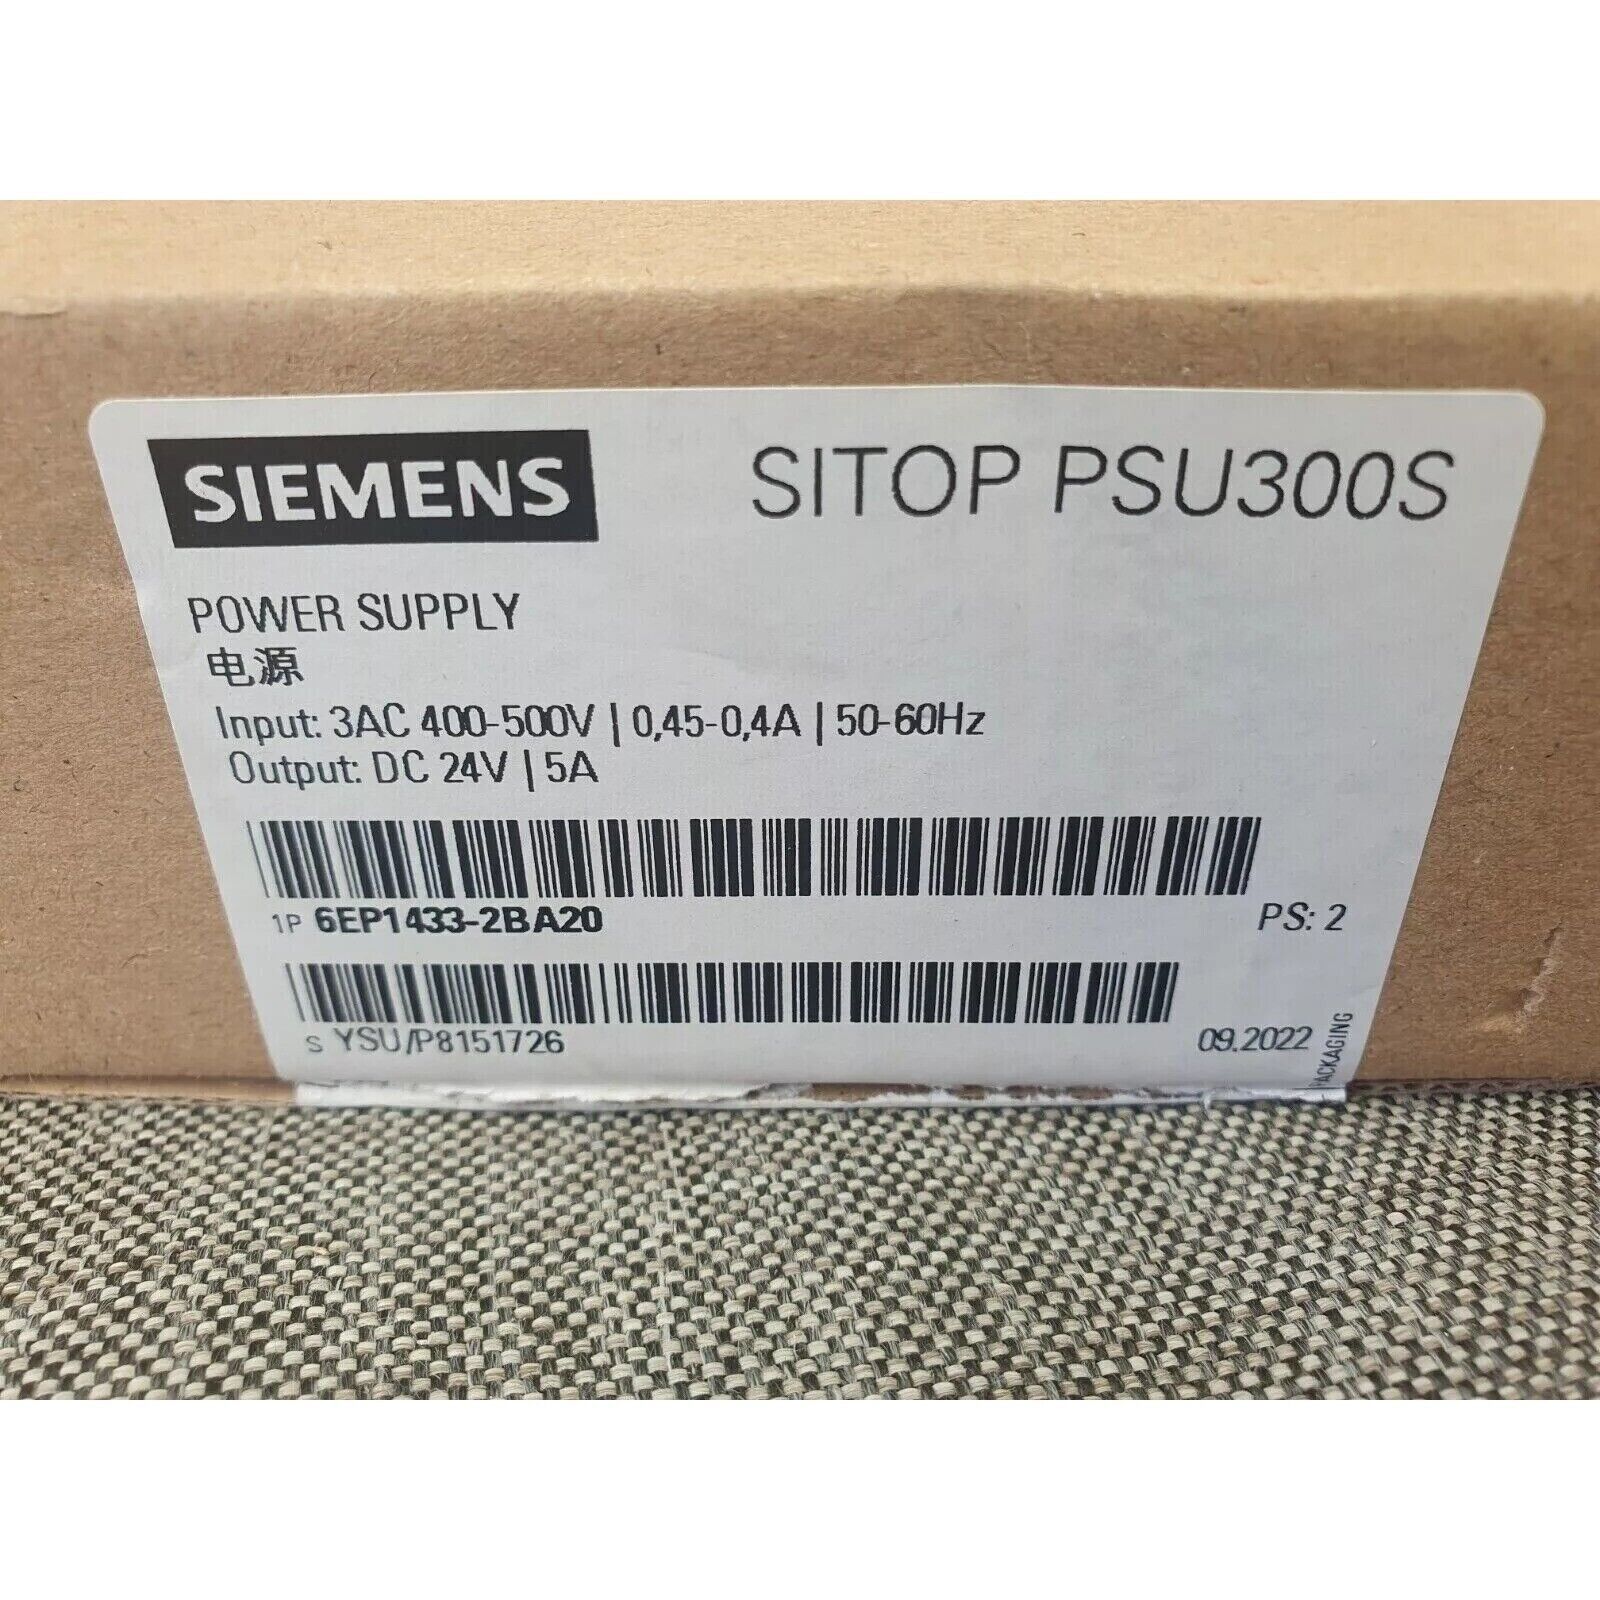 SIEMENS
SITOP PSU300S
POWER SUPPLY
电源
Input: 3AC 400-500V | 0,45-0,4A | 50-60Hz
Output: DC 24V | 5A
1P 6EP1433-2BA20
PS: 2
S YSU/P8151726
09.2022
PACKAGING